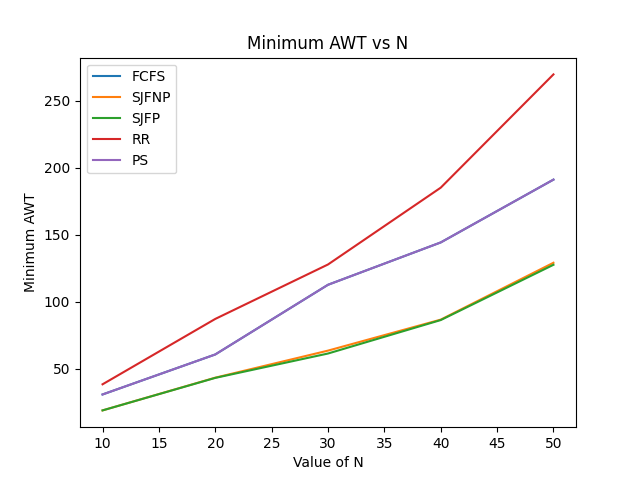 Minimum AWT vs N
FCFS
SJFNP
SJFP
RR
PS
250
200
150
100
50
Minimum AWT
10 15 20 25 30 35 40 45 50
Value of N